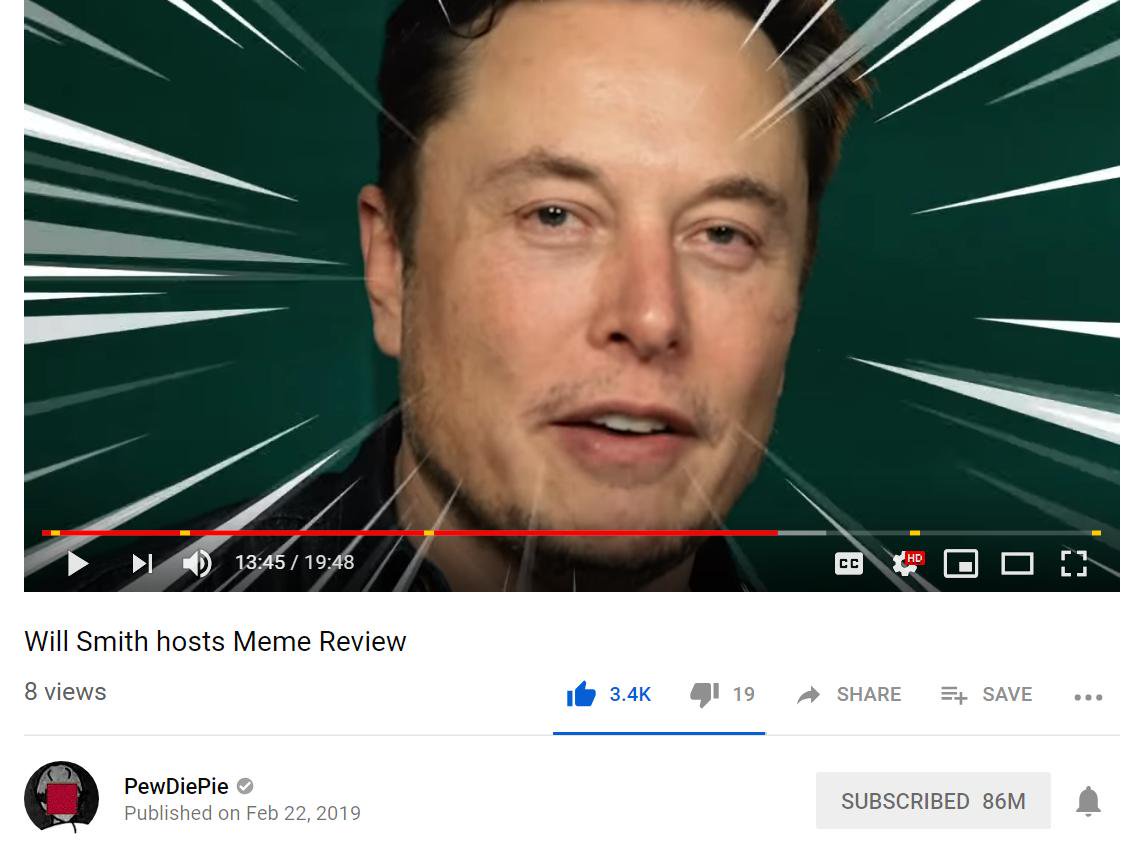 13:45 / 19:48 CC HD
Will Smith hosts Meme Review
8 views 3.4K 19 SHARE SAVE
PewDiePie
Published on Feb 22, 2019
SUBSCRIBED 86M